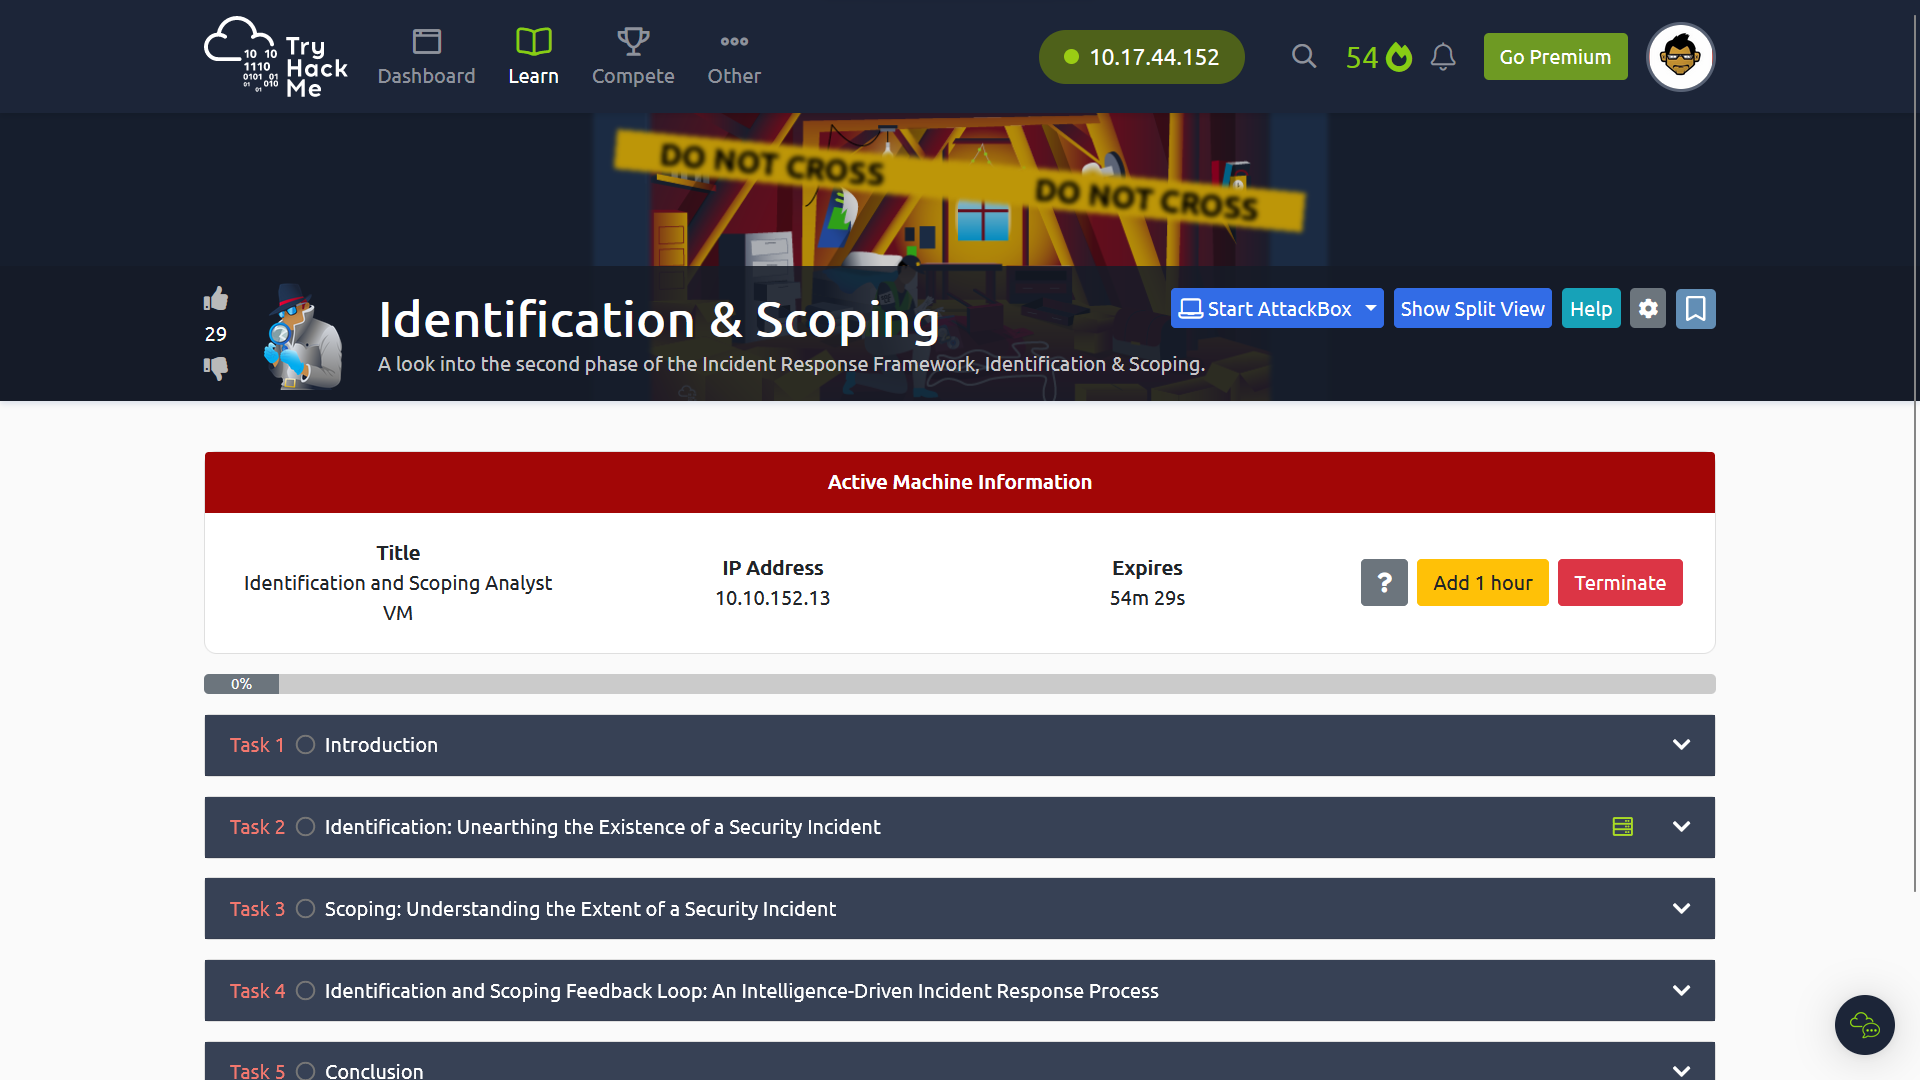 Try
Hack
Me
10 10
1110
0101 01
01 010
01
Dashboard
Learn
Compete
Other
10.17.44.152
54
Go Premium
DO NOT CROSS
DO NOT CROSS
29
Identification & Scoping
A look into the second phase of the Incident Response Framework, Identification & Scoping.
Start AttackBox
Show Split View
Help
Active Machine Information
Title
Identification and Scoping Analyst
VM
IP Address
10.10.152.13
Expires
54m 29s
?
Add 1 hour
Terminate
0%
Task 1 Introduction
Task 2 Identification: Unearthing the Existence of a Security Incident
Task 3 Scoping: Understanding the Extent of a Security Incident
Task 4 Identification and Scoping Feedback Loop: An Intelligence-Driven Incident Response Process
Task 5 Conclusion